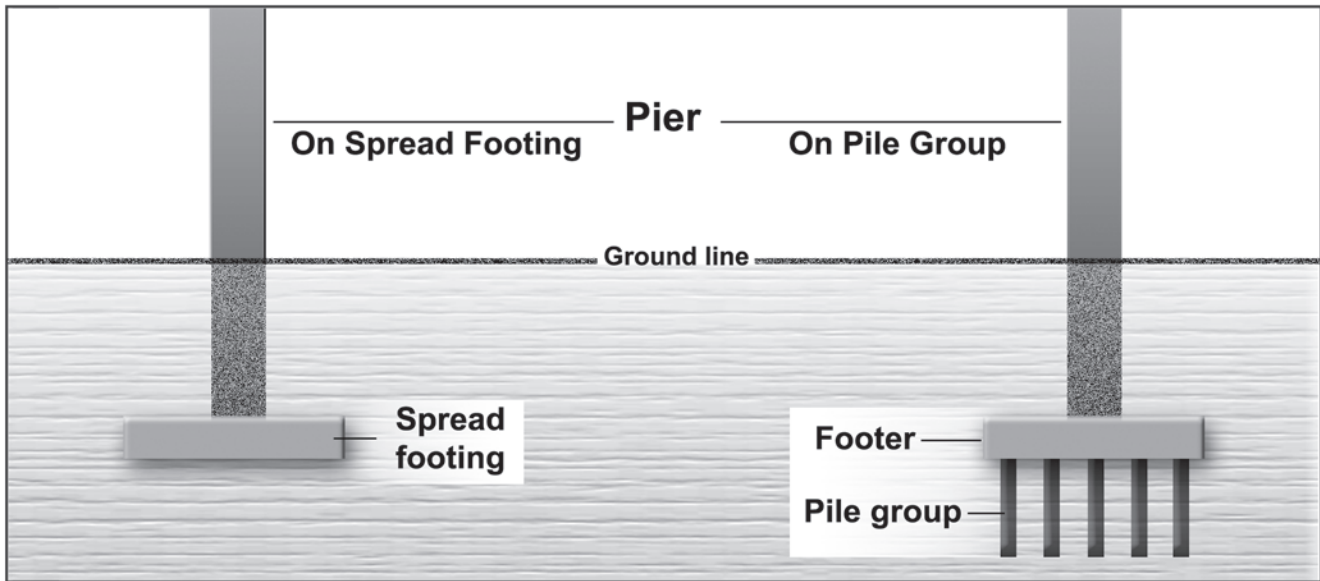 Pier
On Spread Footing
On Pile Group
Ground line
Spread
footing
Footer
Pile group